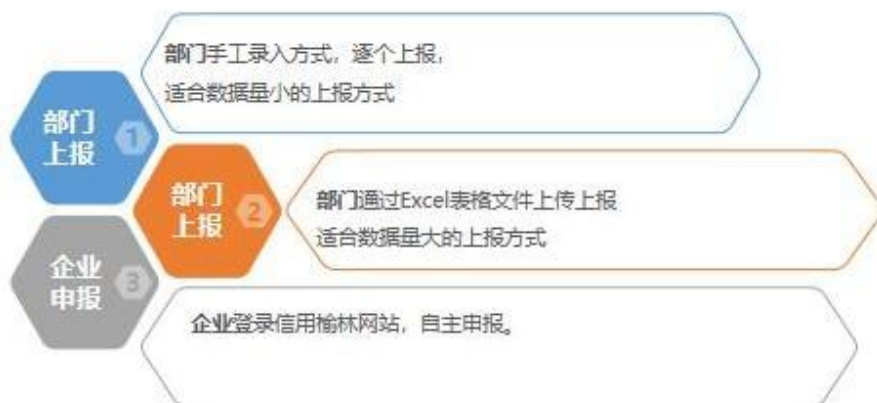 部门手工录入方式，逐个上报，
适合数据量小的上报方式
部门
上报
1
部门
上报
2
部门通过Excel表格文件上传上报
适合数据量大的上报方式
企业
申报
3
企业登录信用榆林网站，自主申报。